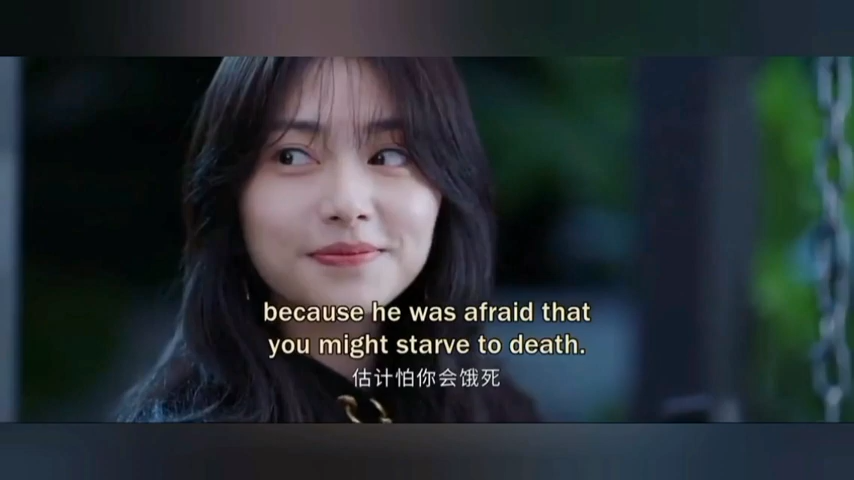 because he was afraid that
you might starve to death.
估计怕你会饿死